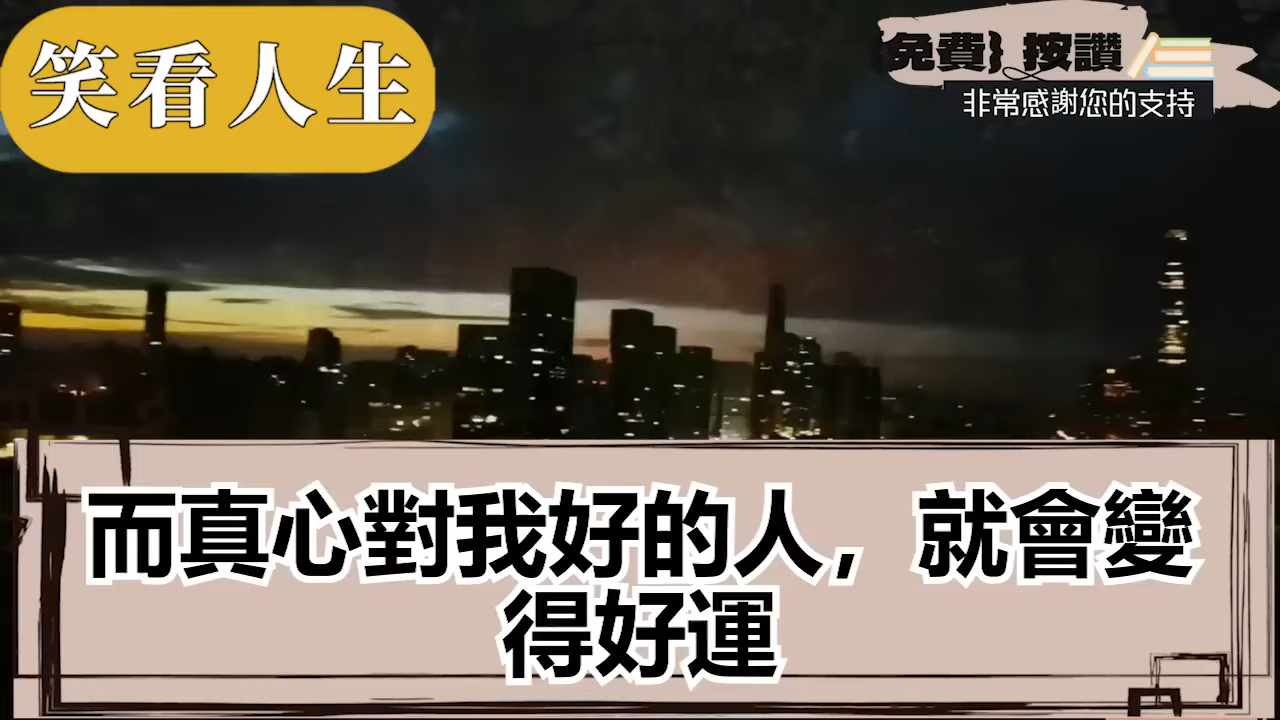 笑看人生
免費} 按讚
非常感謝您的支持
而真心對我好的人，就會變
得好運